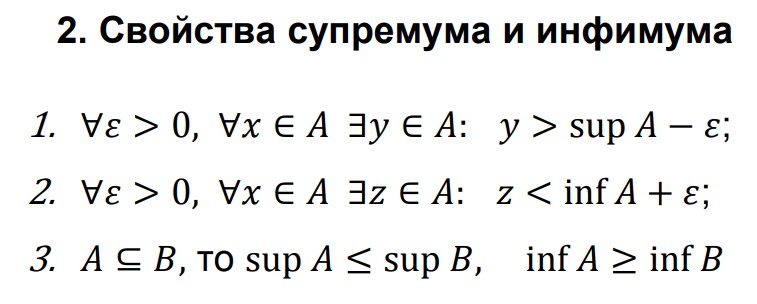 2. Свойства супремума и инфимума
1. ∀ε > 0, ∀x ∈ A ∃y ∈ A: y > sup A − ε;
2. ∀ε > 0, ∀x ∈ A ∃z ∈ A: z < inf A + ε;
3. A ⊆ B, то sup A ≤ sup B, inf A ≥ inf B